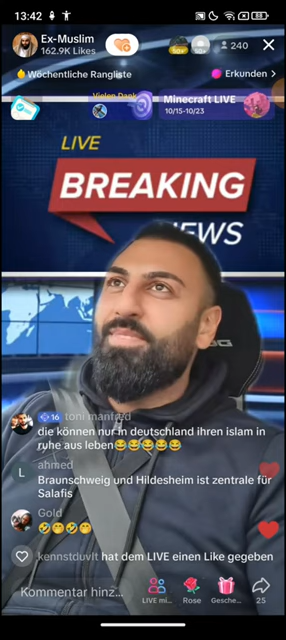 13:42
58
Ex-Muslim
162.9K Likes
240
Wöchentliche Rangliste
Erkunden >
Vielen Dank
Minecraft LIVE
10/15-10/23
LIVE
BREAKING
NEWS
16 toni manferd
die können nur in deutschland ihren islam in
ruhe aus leben😂😂😂😂😂
L ahmed
Braunschweig und Hildesheim ist zentrale für
Salafis
Gold
🤣🤭🤣🤭
kennstduvlt hat dem LIVE einen Like gegeben
Kommentar hinz...
LIVE mi...
Rose
Gesche...
25